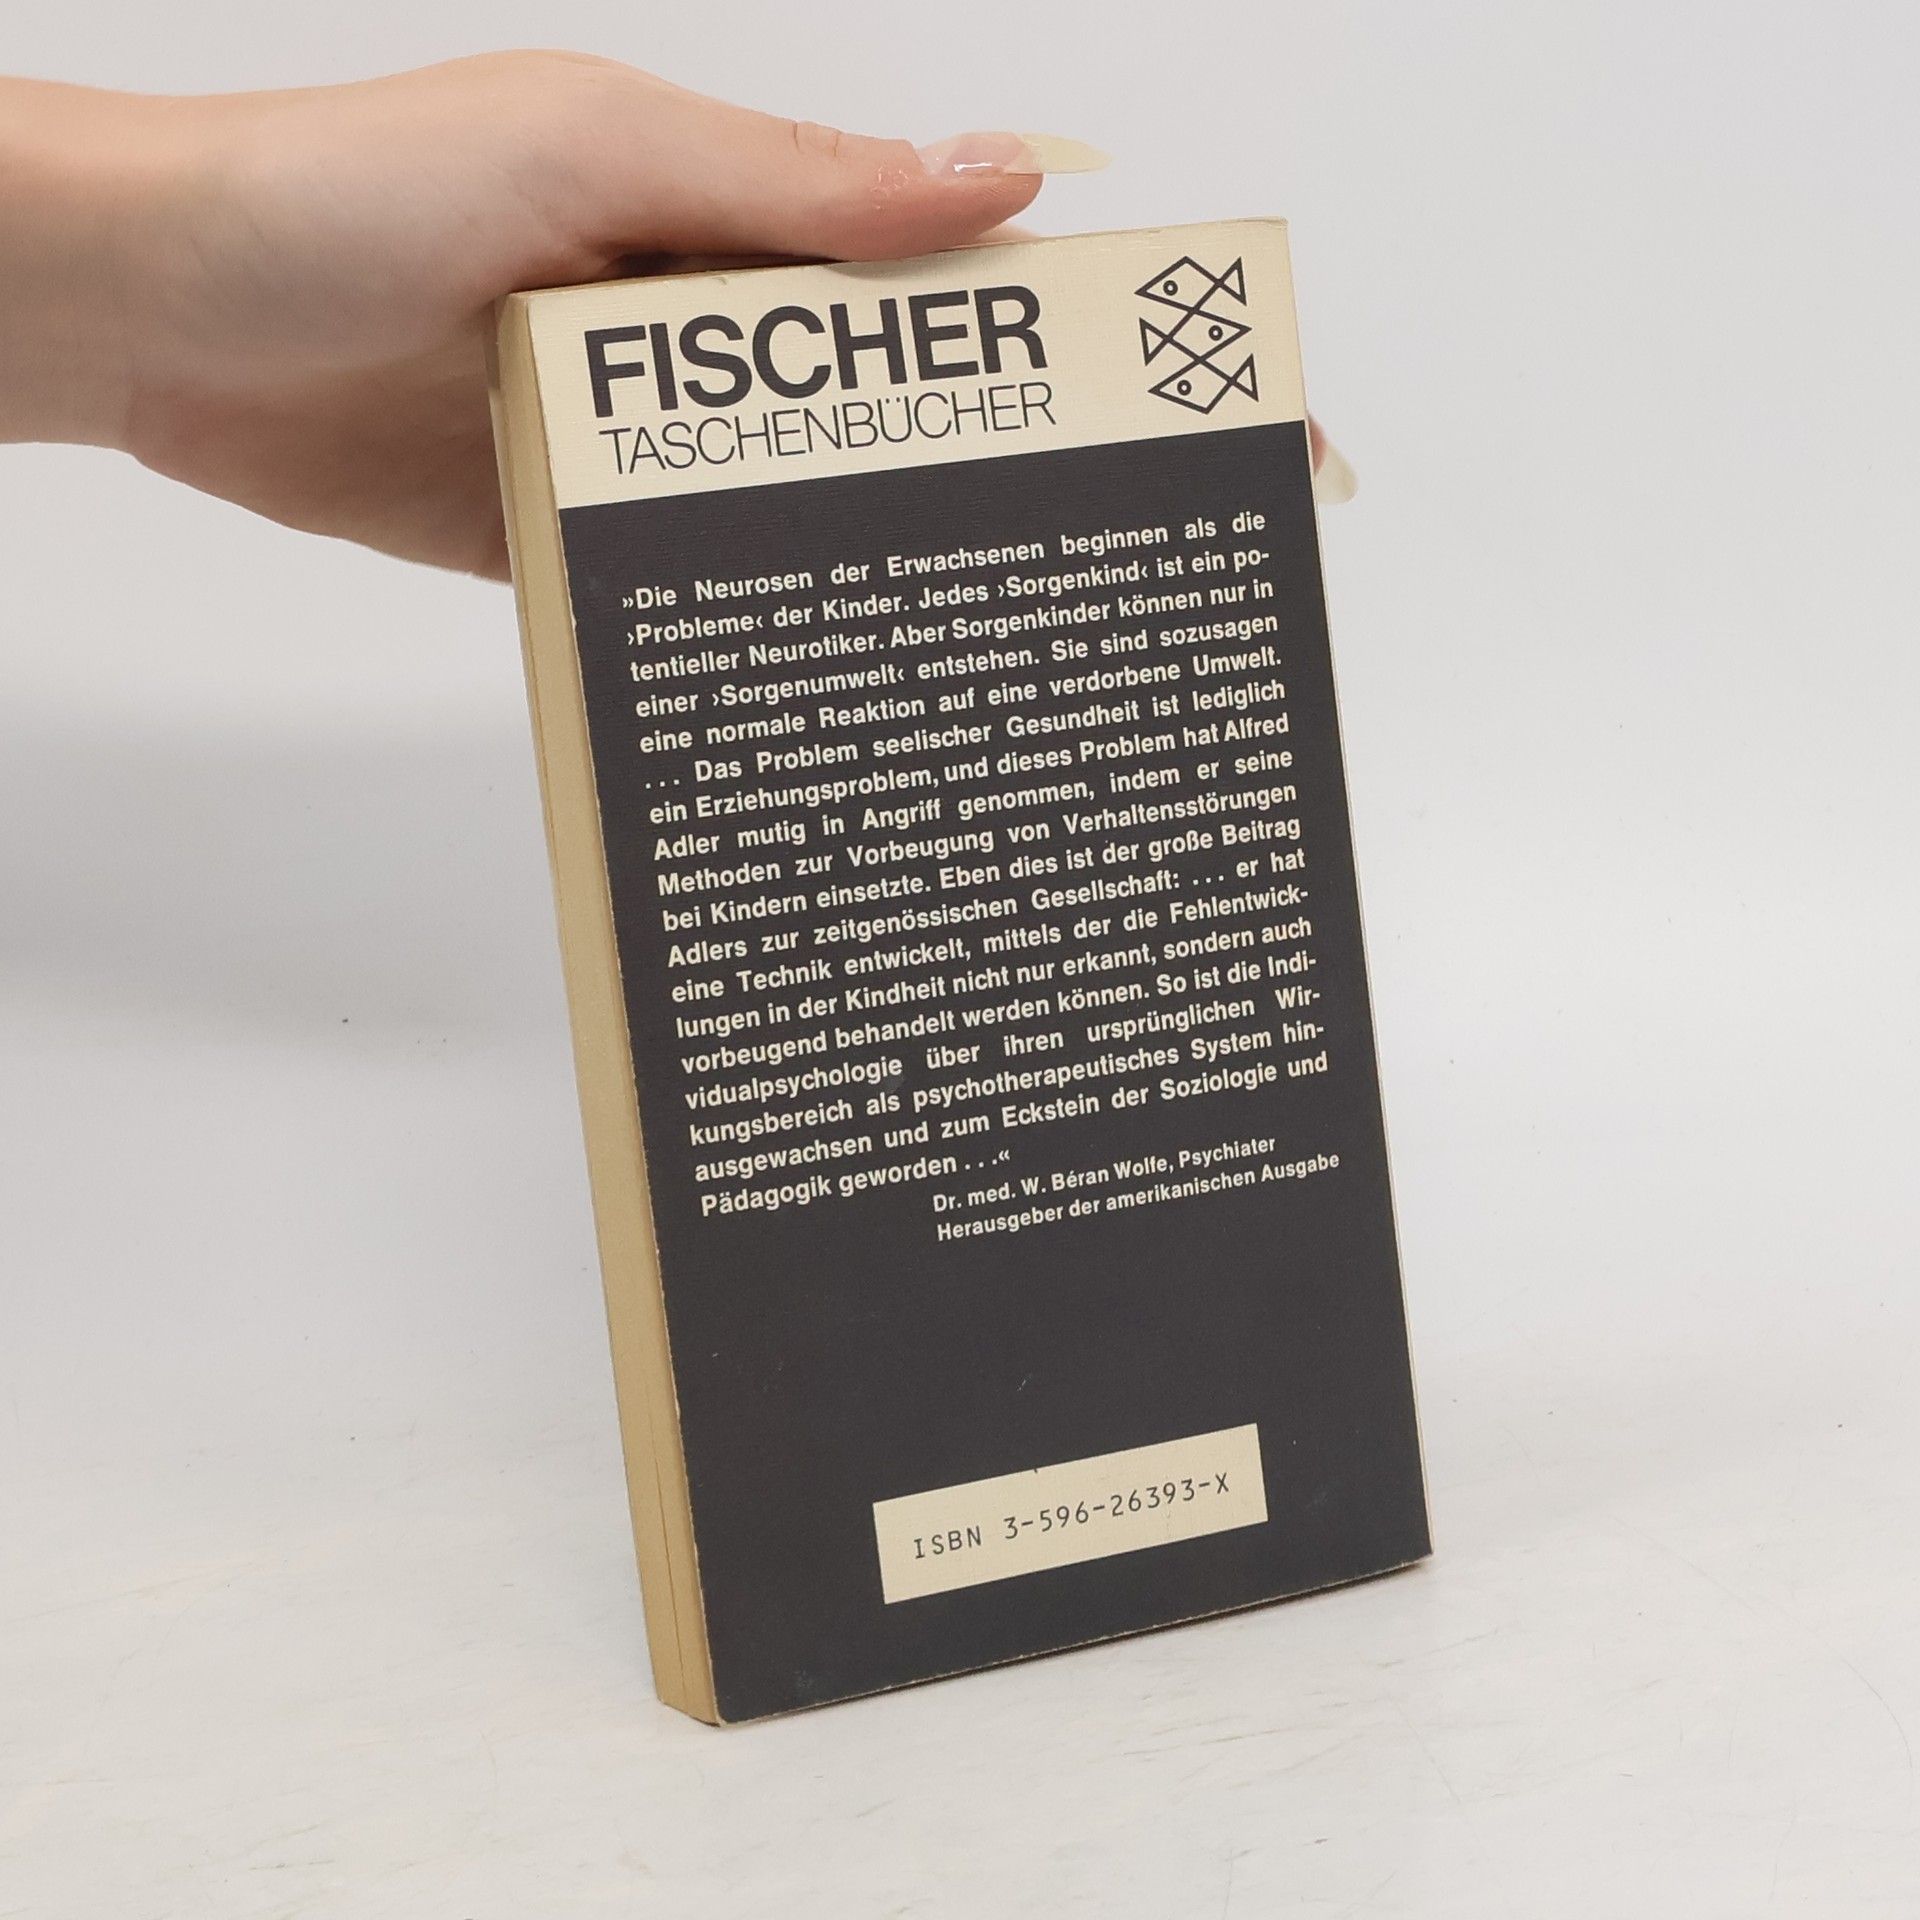 FISCHER
TASCHENBÜCHER
»Die Neurosen der Erwachsenen beginnen als die
›Probleme‹ der Kinder. Jedes ›Sorgenkind‹ ist ein po-
tentieller Neurotiker. Aber Sorgenkinder können nur in
einer ›Sorgenumwelt‹ entstehen. Sie sind sozusagen
eine normale Reaktion auf eine verdorbene Umwelt.
... Das Problem seelischer Gesundheit ist lediglich
ein Erziehungsproblem, und dieses Problem hat Alfred
Adler mutig in Angriff genommen, indem er seine
Methoden zur Vorbeugung von Verhaltensstörungen
bei Kindern einsetzte. Eben dies ist der große Beitrag
Adlers zur zeitgenössischen Gesellschaft: ... er hat
eine Technik entwickelt, mittels der die Fehlentwick-
lungen in der Kindheit nicht nur erkannt, sondern auch
vorbeugend behandelt werden können. So ist die Indi-
vidualpsychologie über ihren ursprünglichen Wir-
kungsbereich als psychotherapeutisches System hin-
ausgewachsen und zum Eckstein der Soziologie und
Pädagogik geworden ...«
Dr. med. W. Béran Wolfe, Psychiater
Herausgeber der amerikanischen Ausgabe
ISBN 3-596-26393-X